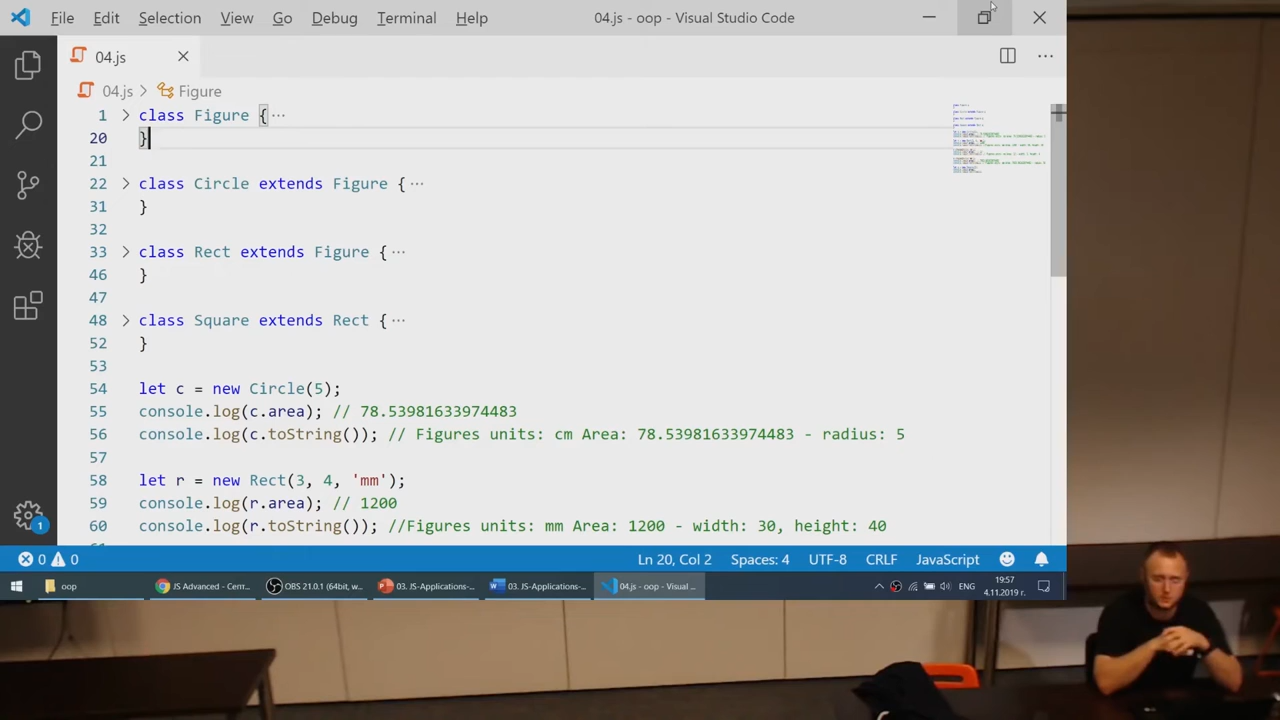 File Edit Selection View Go Debug Terminal Help 04.js - oop - Visual Studio Code
04.js
04.js Figure
1 class Figure { ···
20 }
21
22 class Circle extends Figure { ···
31 }
32
33 class Rect extends Figure { ···
46 }
47
48 class Square extends Rect { ···
52 }
53
54 let c = new Circle(5);
55 console.log(c.area); // 78.53981633974483
56 console.log(c.toString()); // Figures units: cm Area: 78.53981633974483 - radius: 5
57
58 let r = new Rect(3, 4, 'mm');
59 console.log(r.area); // 1200
60 console.log(r.toString()); //Figures units: mm Area: 1200 - width: 30, height: 40
1
0 0 Ln 20, Col 2 Spaces: 4 UTF-8 CRLF JavaScript
oop JS Advanced - OBS 21.0.1 (64bit, w... 03. JS-Applications-... 03. JS-Applications-... 04.js - oop - Visual ... ENG 19:57
4.11.2019 г.